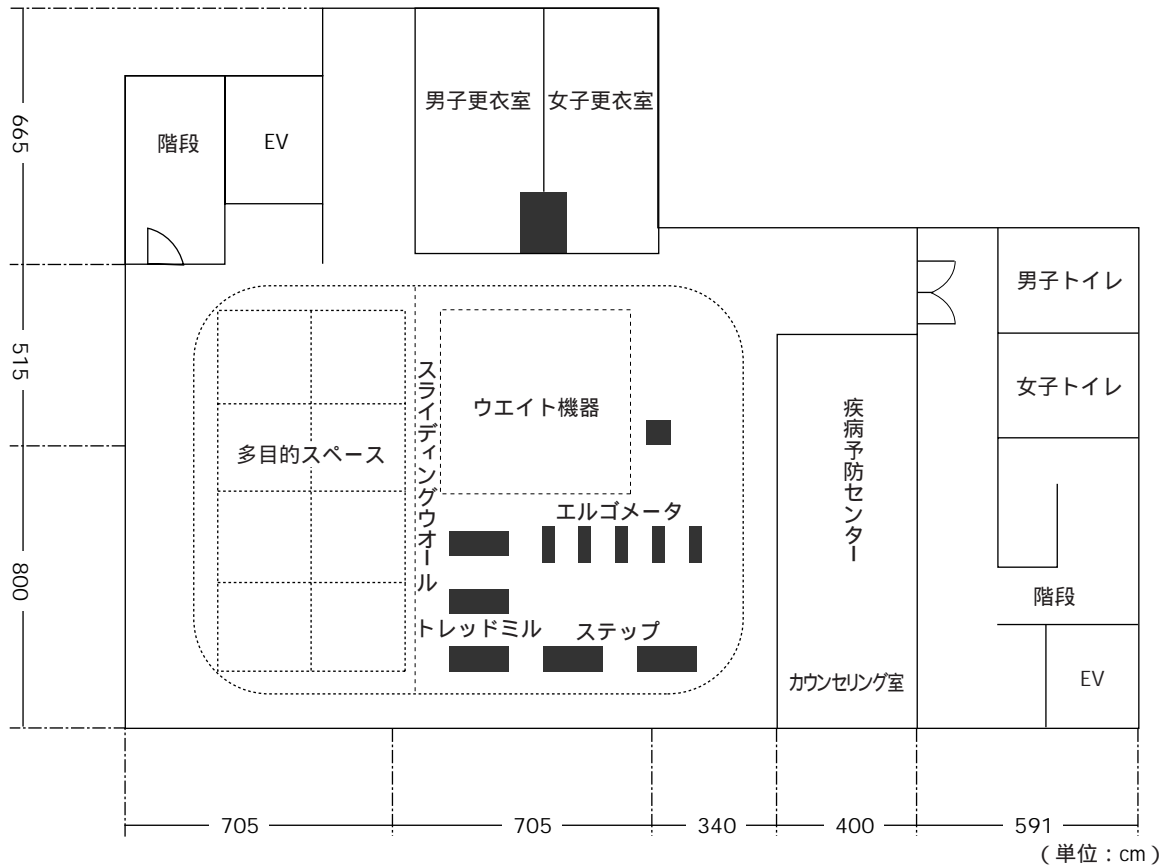 男子更衣室
女子更衣室
階段
EV
665
男子トイレ
515
女子トイレ
スライディングウオール
ウエイト機器
疾病予防センター
多目的スペース
エルゴメータ
800
階段
トレッドミル
ステップ
カウンセリング室
EV
705
705
340
400
591
(単位：cm)